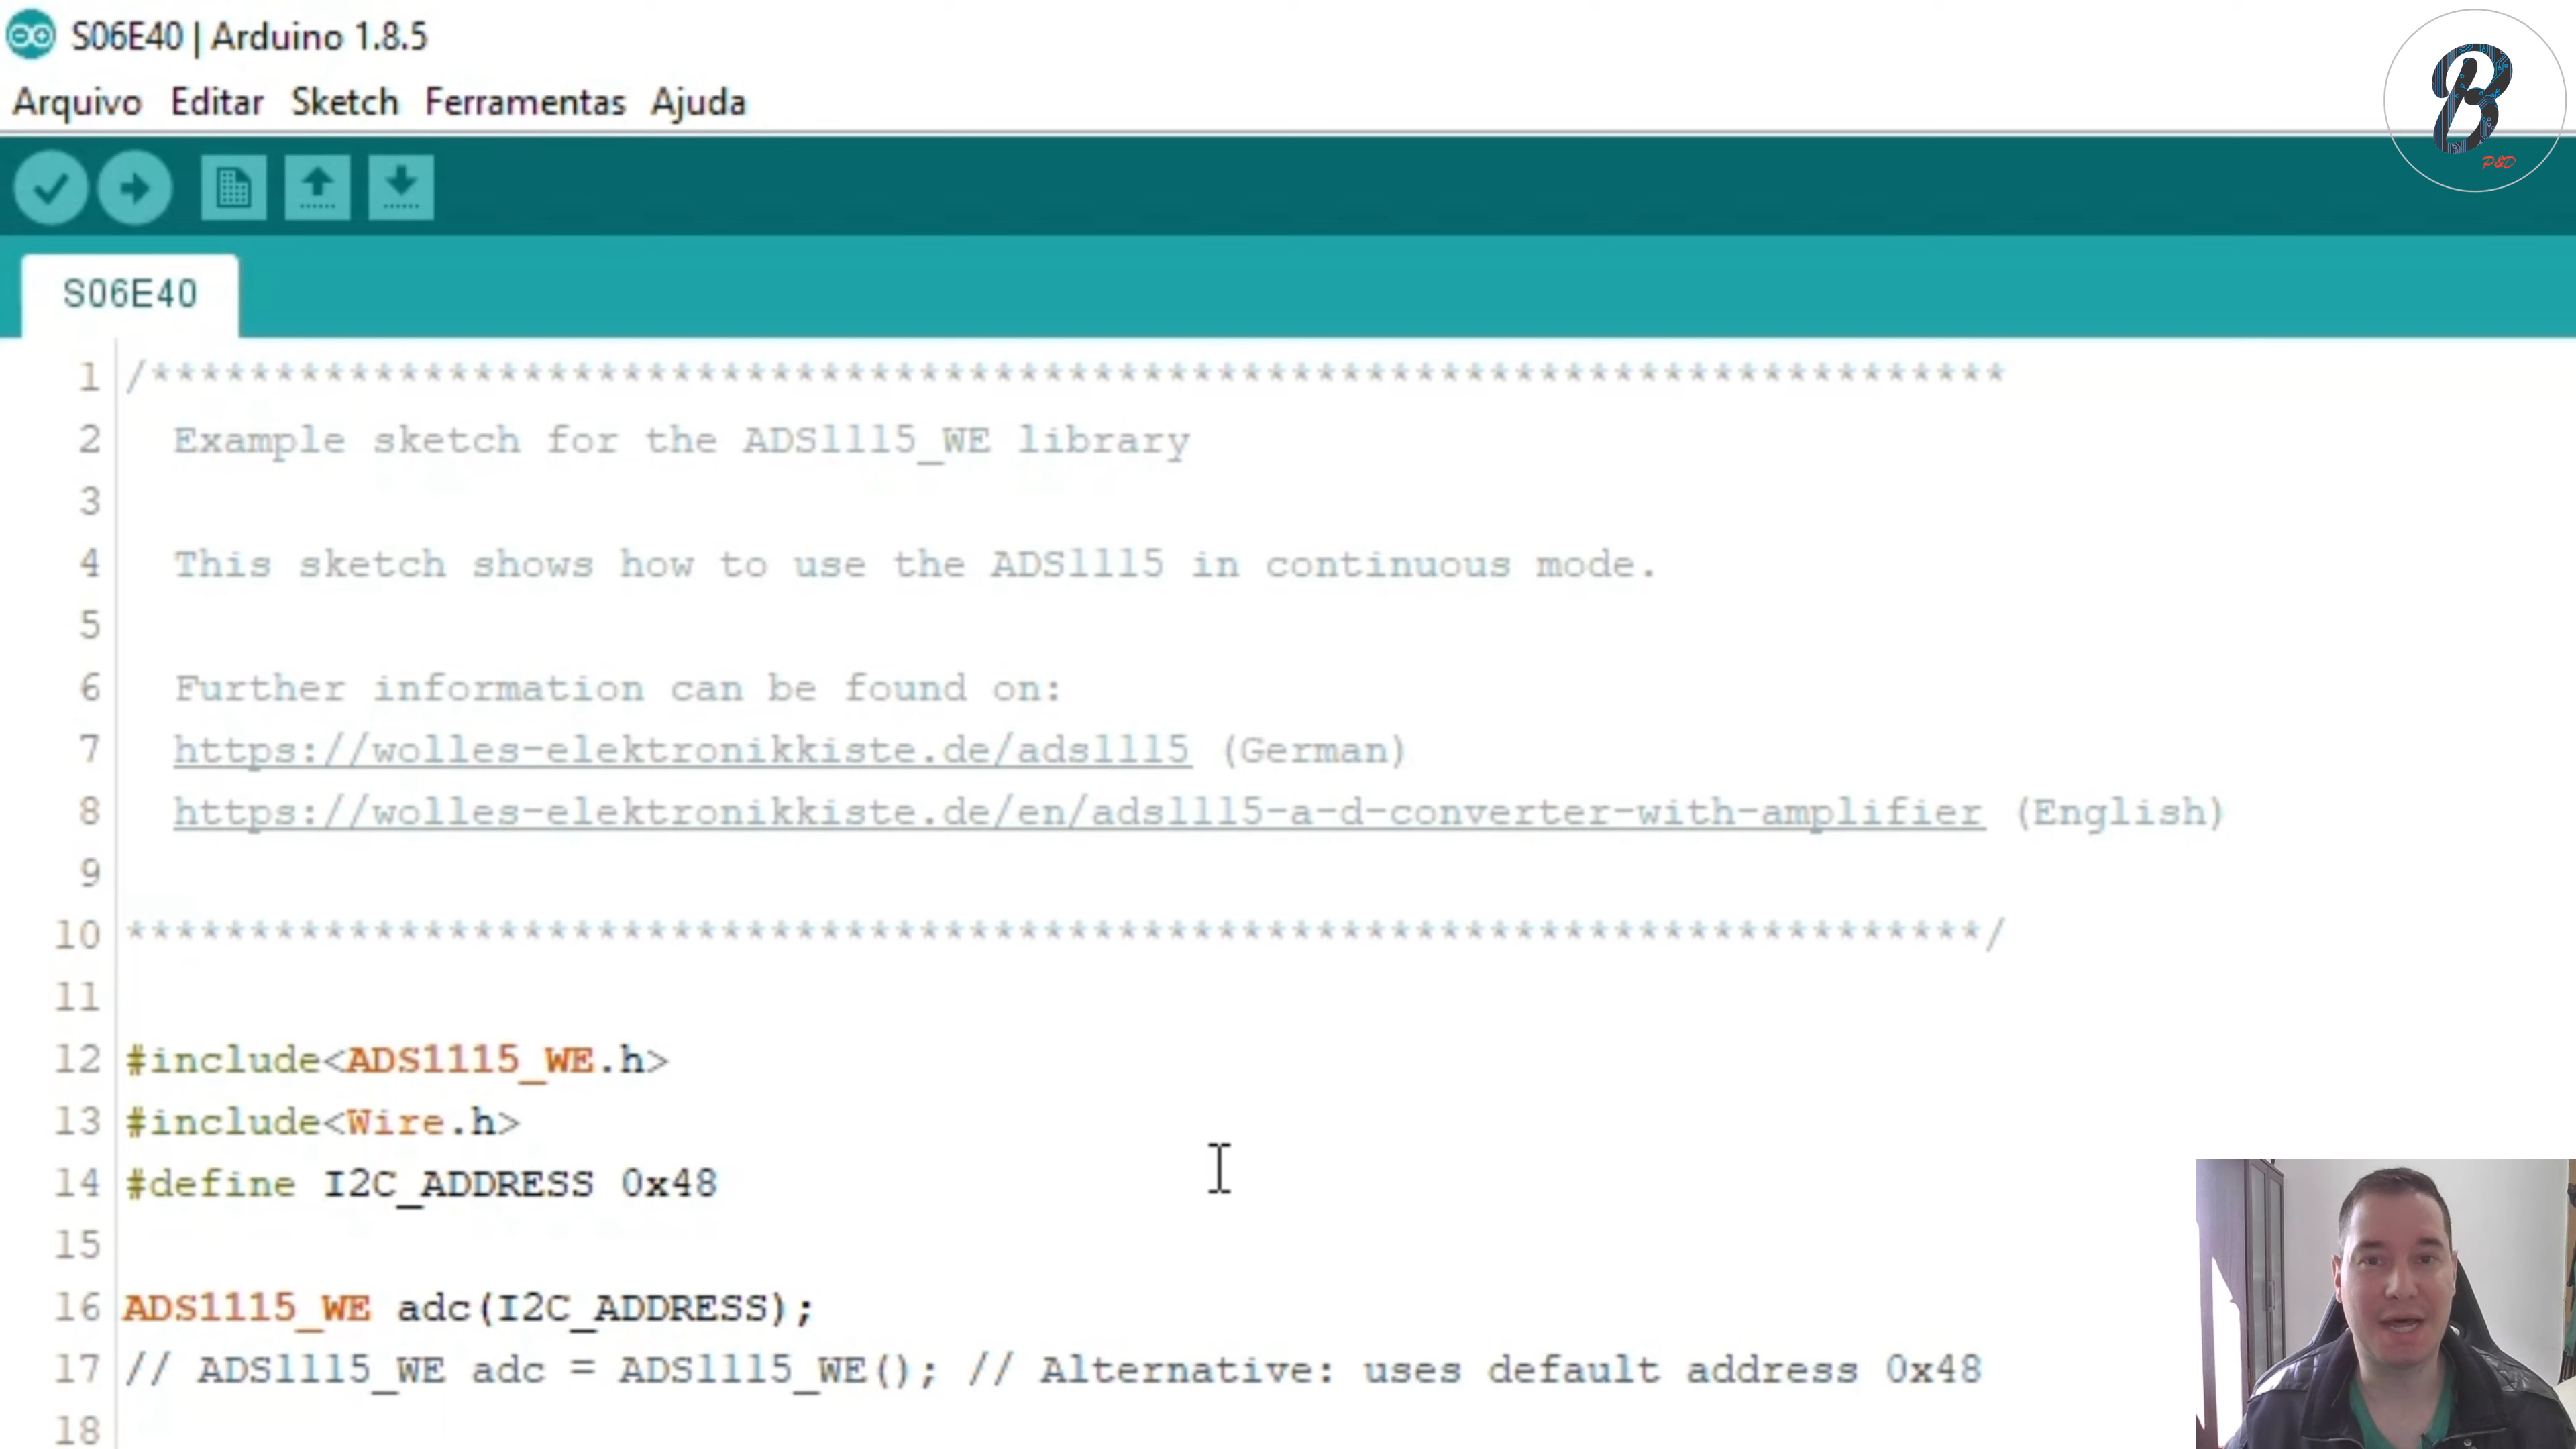 S06E40 | Arduino 1.8.5
Arquivo Editar Sketch Ferramentas Ajuda
B
P&D
S06E40
1 /***************************************************************************
2 Example sketch for the ADS1115_WE library
3
4 This sketch shows how to use the ADS1115 in continuous mode.
5
6 Further information can be found on:
7 https://wolles-elektronikkiste.de/ads1115 (German)
8 https://wolles-elektronikkiste.de/en/ads1115-a-d-converter-with-amplifier (English)
9
10 ***************************************************************************/
11
12 #include<ADS1115_WE.h>
13 #include<Wire.h>
14 #define I2C_ADDRESS 0x48
15
16 ADS1115_WE adc(I2C_ADDRESS);
17 // ADS1115_WE adc = ADS1115_WE(); // Alternative: uses default address 0x48
18